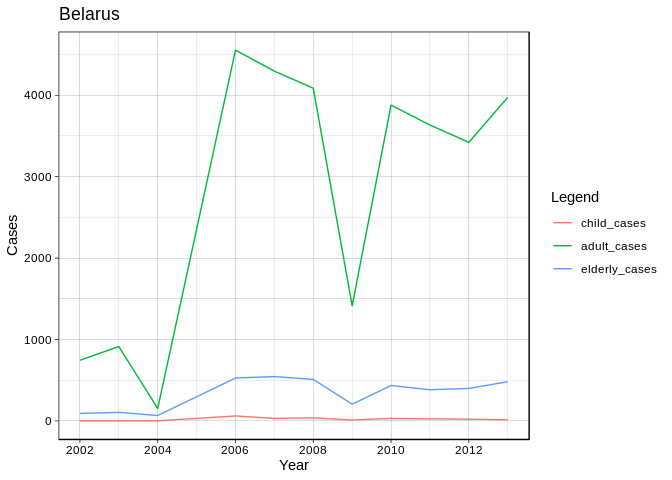 Belarus
4000
3000
2000
1000
0
Cases
2002 2004 2006 2008 2010 2012
Year
Legend
child_cases
adult_cases
elderly_cases